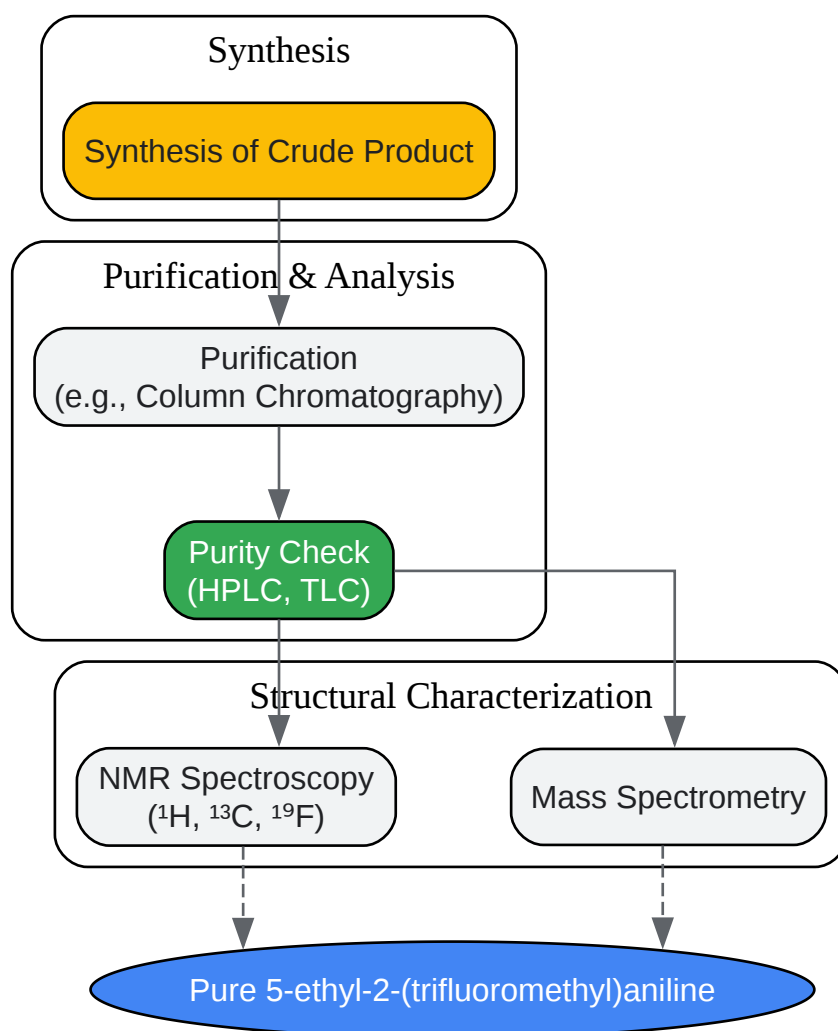 Synthesis
Synthesis of Crude Product
Purification & Analysis
Purification
(e.g., Column Chromatography)
Purity Check
(HPLC, TLC)
Structural Characterization
NMR Spectroscopy
(¹H, ¹³C, ¹⁹F)
Mass Spectrometry
Pure 5-ethyl-2-(trifluoromethyl)aniline